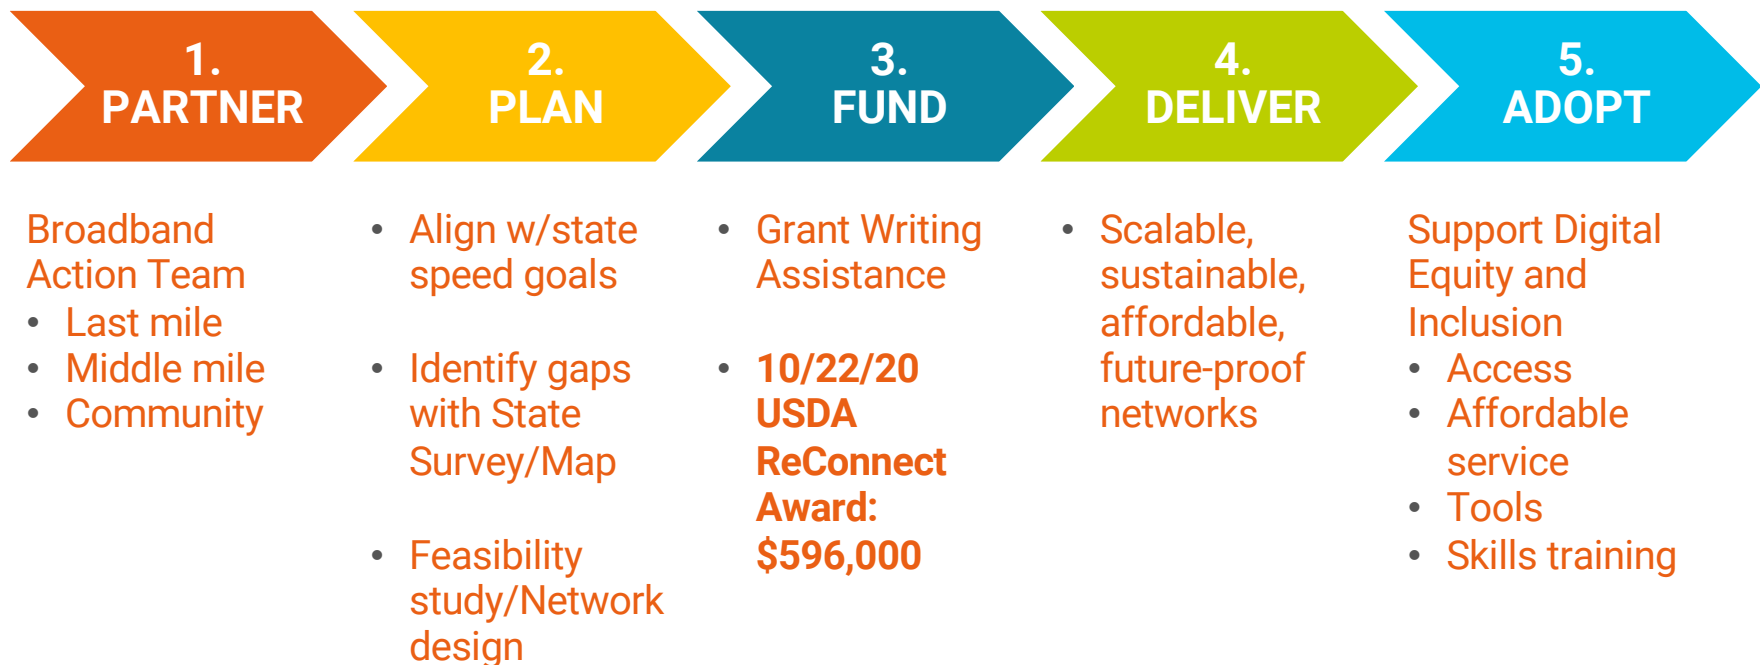 1.
PARTNER
2.
PLAN
3.
FUND
4.
DELIVER
5.
ADOPT
Broadband
Action Team
• Last mile
• Middle mile
• Community
• Align w/state
speed goals
• Identify gaps
with State
Survey/Map
• Feasibility
study/Network
design
• Grant Writing
Assistance
• 10/22/20
USDA
ReConnect
Award:
$596,000
• Scalable,
sustainable,
affordable,
future-proof
networks
Support Digital
Equity and
Inclusion
• Access
• Affordable
service
• Tools
• Skills training